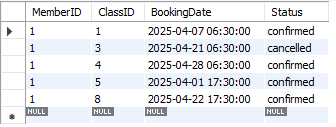 MemberID ClassID BookingDate Status
1 1 2025-04-07 06:30:00 confirmed
1 3 2025-04-21 06:30:00 cancelled
1 4 2025-04-28 06:30:00 confirmed
1 5 2025-04-01 17:30:00 confirmed
1 8 2025-04-22 17:30:00 confirmed
NULL NULL NULL NULL